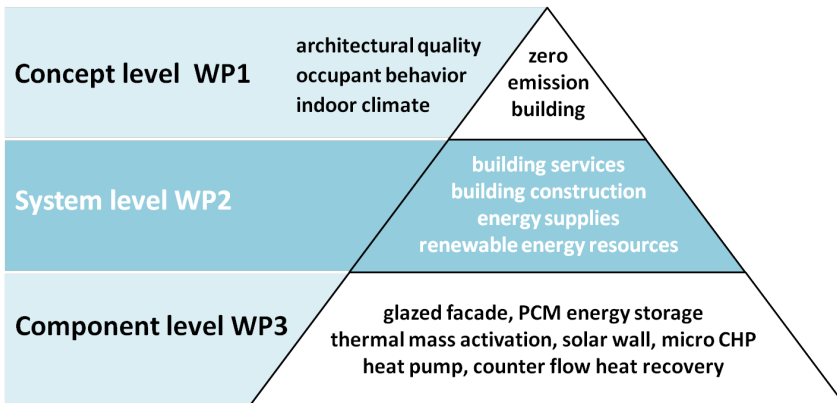 Concept level WP1
architectural quality
occupant behavior
indoor climate
zero
emission
building
System level WP2
building services
building construction
energy supplies
renewable energy resources
Component level WP3
glazed facade, PCM energy storage
thermal mass activation, solar wall, micro CHP
heat pump, counter flow heat recovery